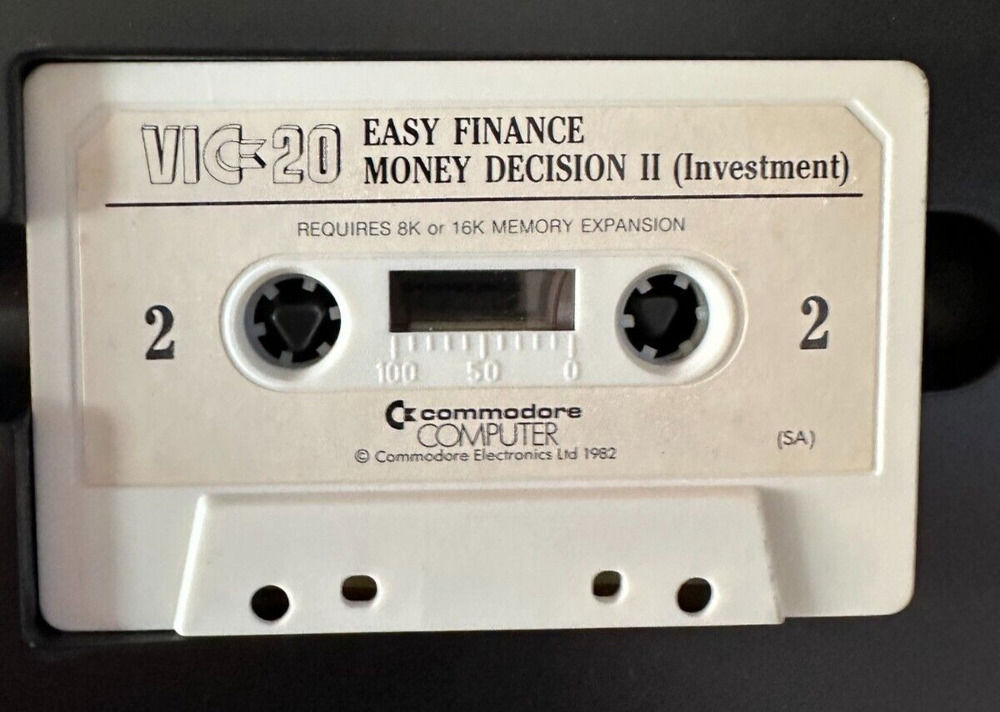 VIC-20 EASY FINANCE
MONEY DECISION II (Investment)
REQUIRES 8K or 16K MEMORY EXPANSION
2 2
100 50 0
commodore
COMPUTER
© Commodore Electronics Ltd 1982
(SA)